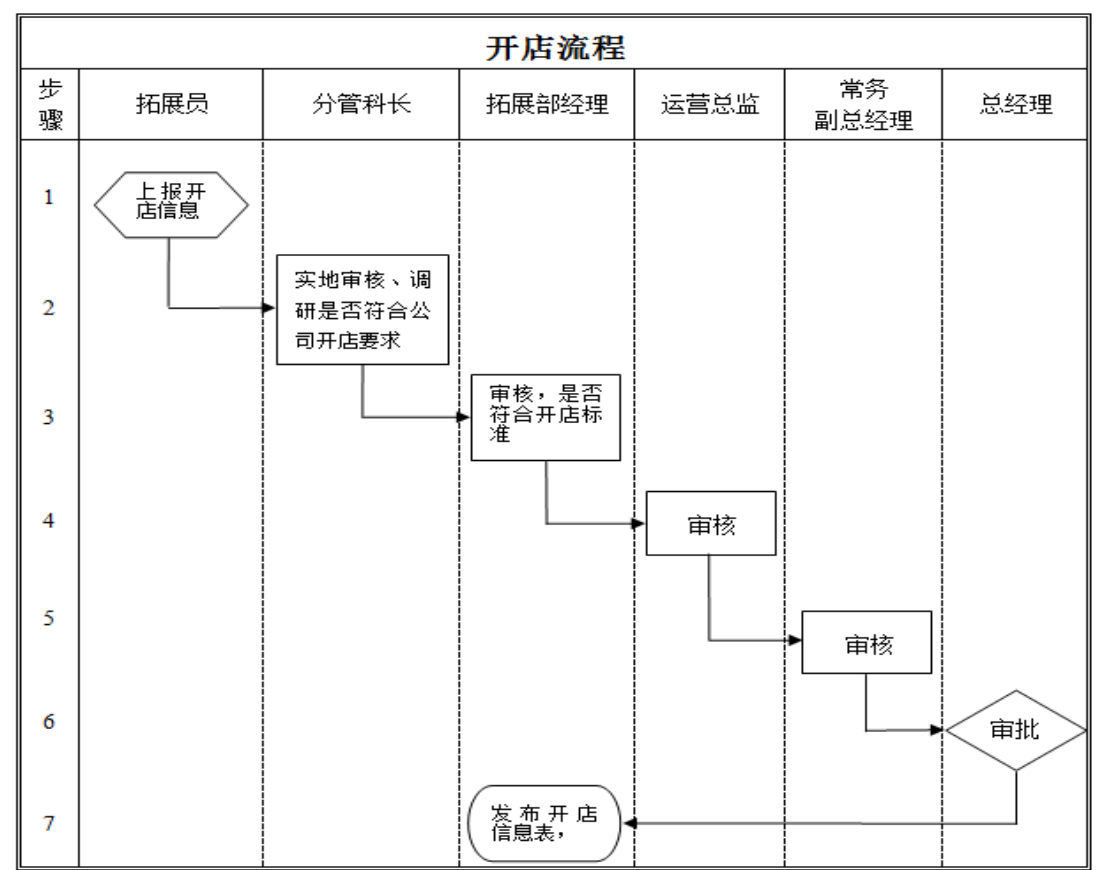 开店流程
步
骤
拓展员
分管科长
拓展部经理
运营总监
常务
副总经理
总经理
1
上报开
店信息
2
实地审核、调
研是否符合公
司开店要求
3
审核，是否
符合开店标
准
4
审核
5
审核
6
审批
7
发布开店
信息表，